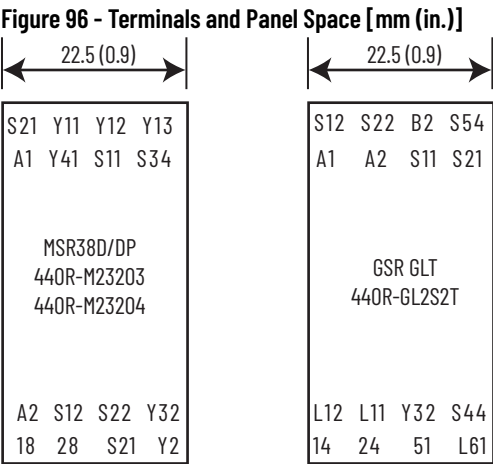 Figure 96 - Terminals and Panel Space [mm (in.)]
22.5 (0.9)
S21 Y11 Y12 Y13
A1 Y41 S11 S34
MSR38D/DP
440R-M23203
440R-M23204
A2 S12 S22 Y32
18 28 S21 Y2
22.5 (0.9)
S12 S22 B2 S54
A1 A2 S11 S21
GSR GLT
440R-GL2S2T
L12 L11 Y32 S44
14 24 51 L61